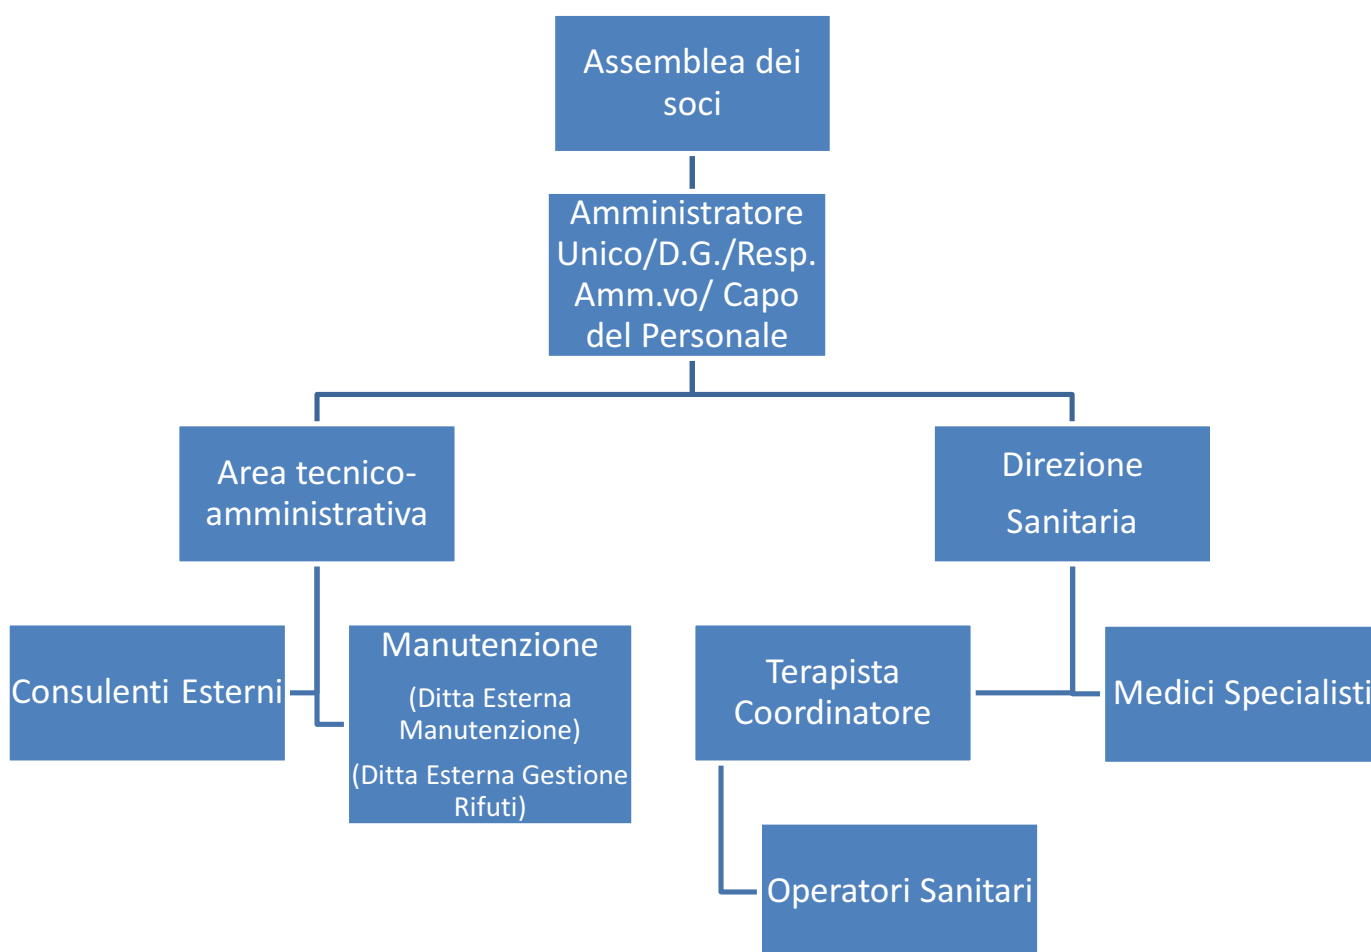 Assemblea dei
soci
Amministratore
Unico/D.G./Resp.
Amm.vo/ Capo
del Personale
Area tecnico-
amministrativa
Direzione
Sanitaria
Consulenti Esterni
Manutenzione
(Ditta Esterna
Manutenzione)
(Ditta Esterna Gestione
Rifuti)
Terapista
Coordinatore
Medici Specialisti
Operatori Sanitari